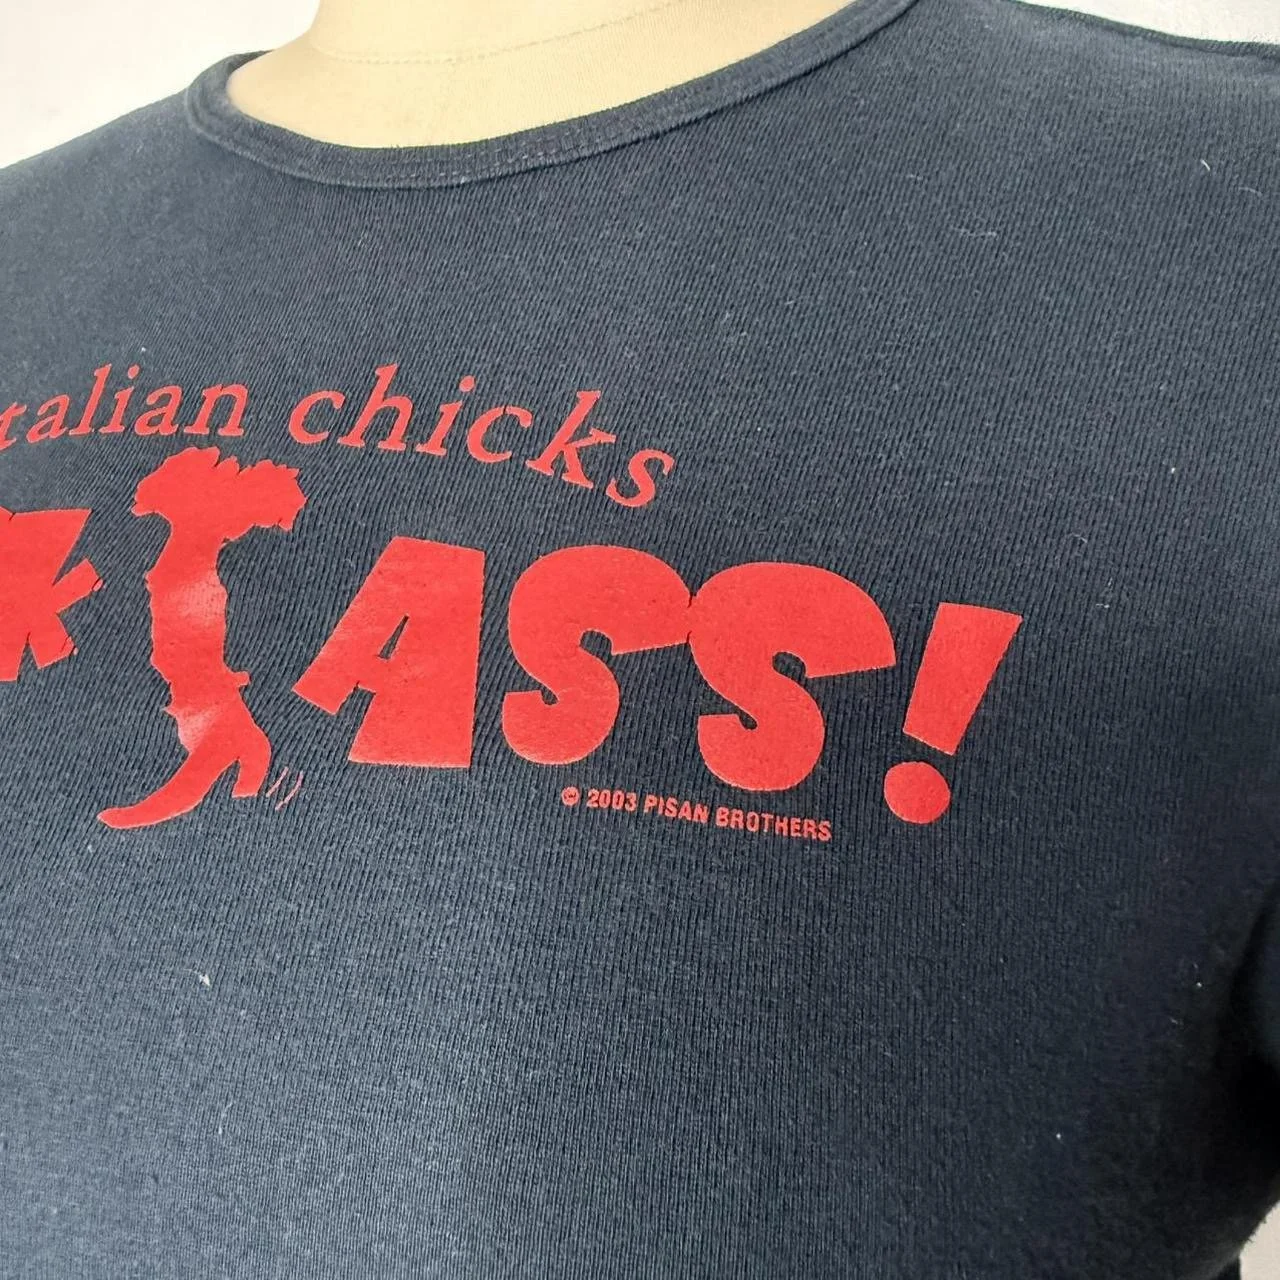 talian chicks
K ASS!
© 2003 PISAN BROTHERS